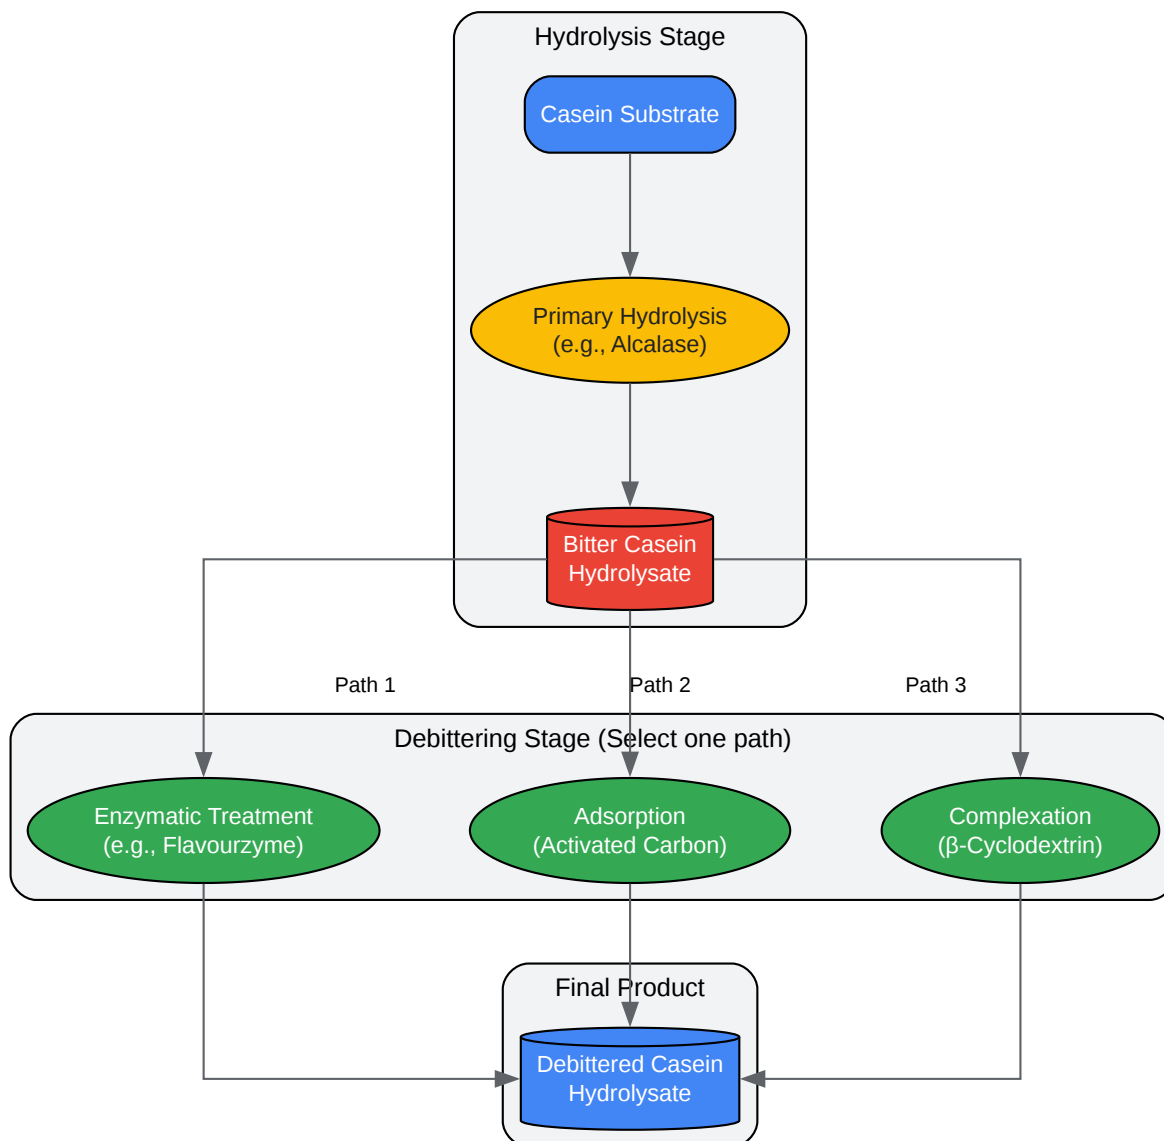 Hydrolysis Stage
Casein Substrate
Primary Hydrolysis
(e.g., Alcalase)
Bitter Casein
Hydrolysate
Path 1
Path 2
Path 3
Debittering Stage (Select one path)
Enzymatic Treatment
(e.g., Flavourzyme)
Adsorption
(Activated Carbon)
Complexation
(β-Cyclodextrin)
Final Product
Debittered Casein
Hydrolysate